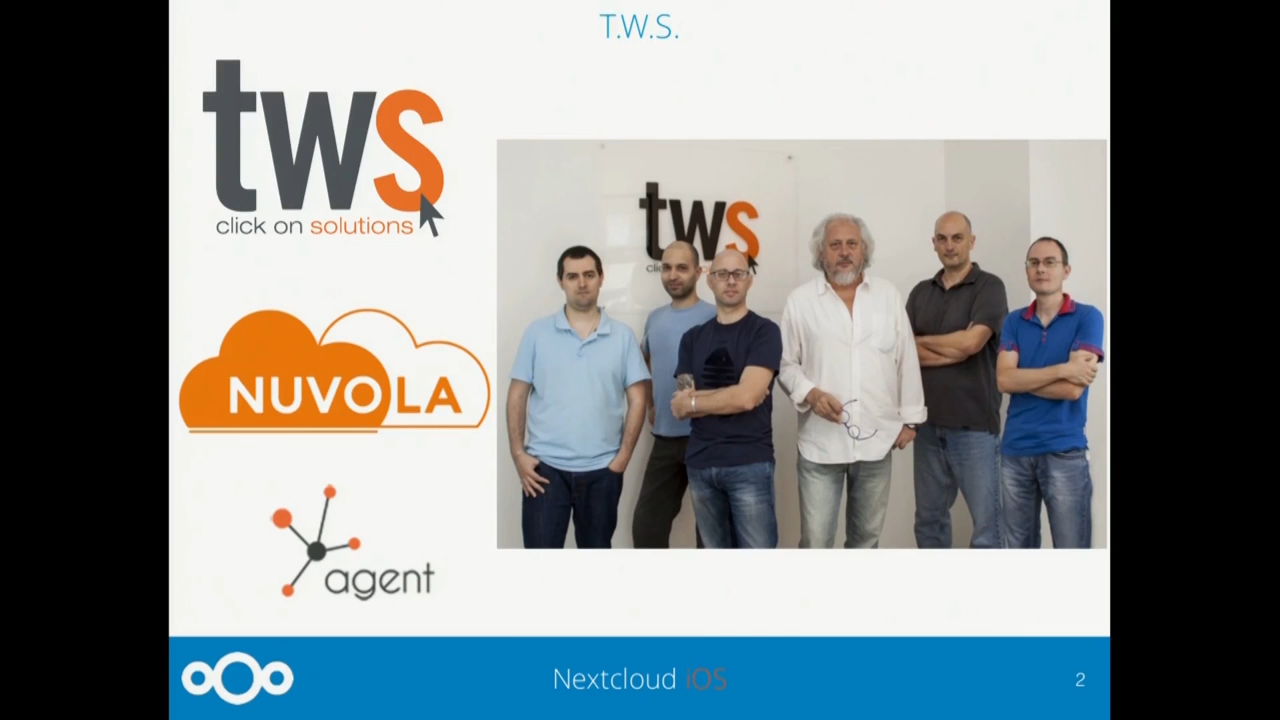 T.W.S.
tws
click on solutions
NUVOLA
agent
tws
Nextcloud iOS
2